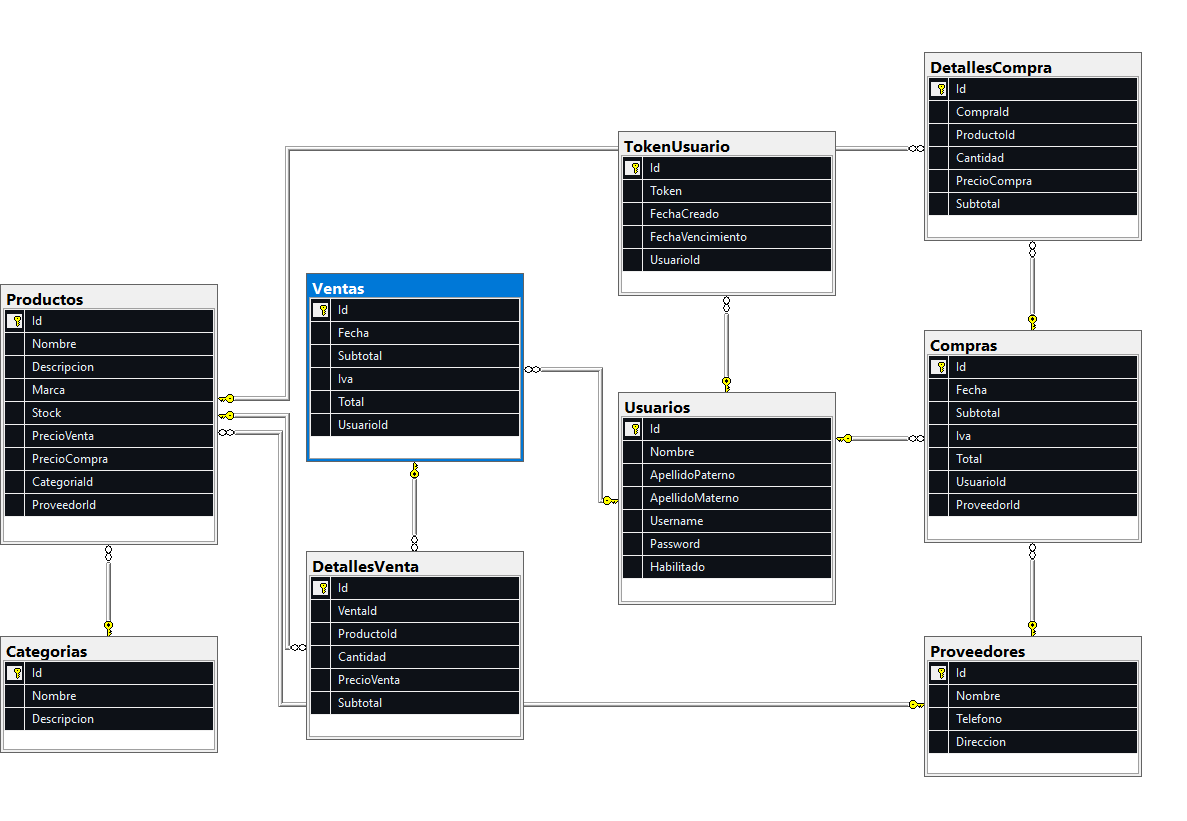 DetallesCompra
Id
CompraId
ProductoId
Cantidad
PrecioCompra
Subtotal
TokenUsuario
Id
Token
FechaCreado
FechaVencimiento
UsuarioId
Ventas
Id
Fecha
Subtotal
Iva
Total
UsuarioId
Productos
Id
Nombre
Descripcion
Marca
Stock
PrecioVenta
PrecioCompra
CategoriaId
ProveedorId
Compras
Id
Fecha
Subtotal
Iva
Total
UsuarioId
ProveedorId
Usuarios
Id
Nombre
ApellidoPaterno
ApellidoMaterno
Username
Password
Habilitado
DetallesVenta
Id
VentaId
ProductoId
Cantidad
PrecioVenta
Subtotal
Categorias
Id
Nombre
Descripcion
Proveedores
Id
Nombre
Telefono
Direccion